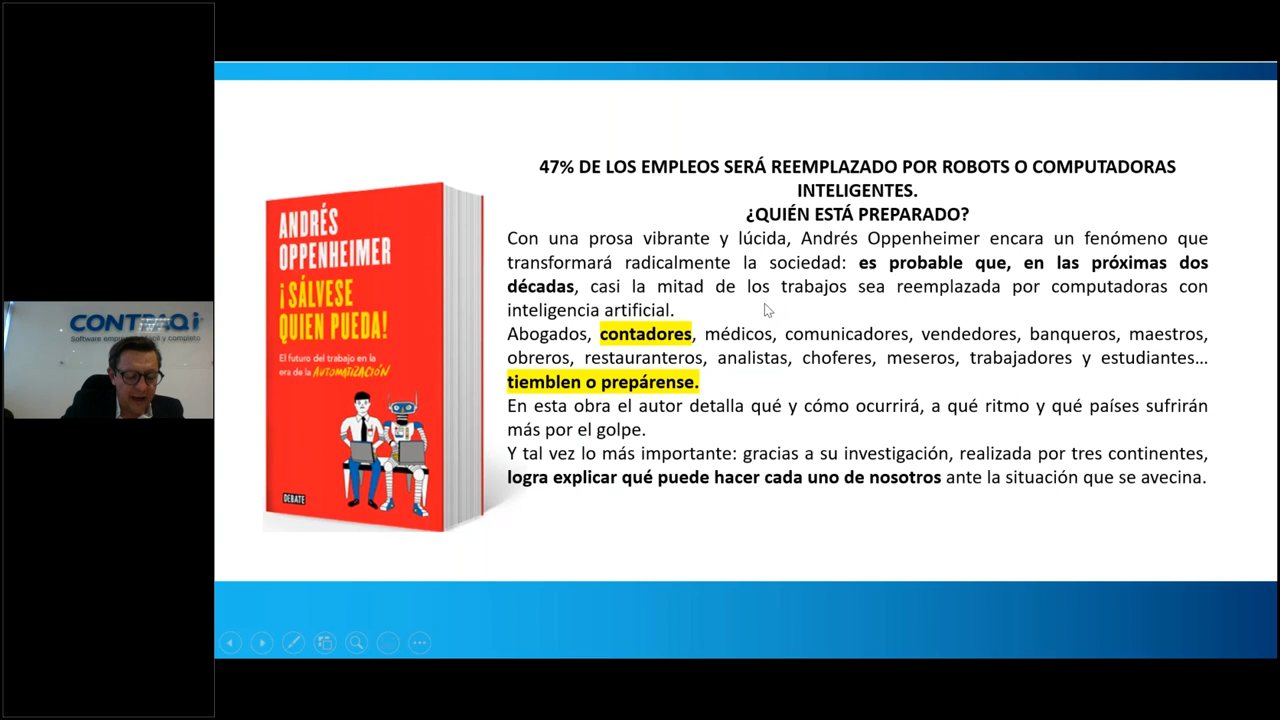 47% DE LOS EMPLEOS SERÁ REEMPLAZADO POR ROBOTS O COMPUTADORAS
INTELIGENTES.
¿QUIÉN ESTÁ PREPARADO?
Con una prosa vibrante y lúcida, Andrés Oppenheimer encara un fenómeno que
transformará radicalmente la sociedad: es probable que, en las próximas dos
décadas, casi la mitad de los trabajos sea reemplazada por computadoras con
inteligencia artificial.
Abogados, contadores, médicos, comunicadores, vendedores, banqueros, maestros,
obreros, restauranteros, analistas, choferes, meseros, trabajadores y estudiantes...
tiemblen o prepárense.
En esta obra el autor detalla qué y cómo ocurrirá, a qué ritmo y qué países sufrirán
más por el golpe.
Y tal vez lo más importante: gracias a su investigación, realizada por tres continentes,
logra explicar qué puede hacer cada uno de nosotros ante la situación que se avecina.
ANDRÉS
OPPENHEIMER
¡SÁLVESE
QUIEN PUEDA!
El futuro del trabajo en la
era de la AUTOMATIZACIÓN
DEBATE
CONTPAQi
Software empresarial fácil y completo